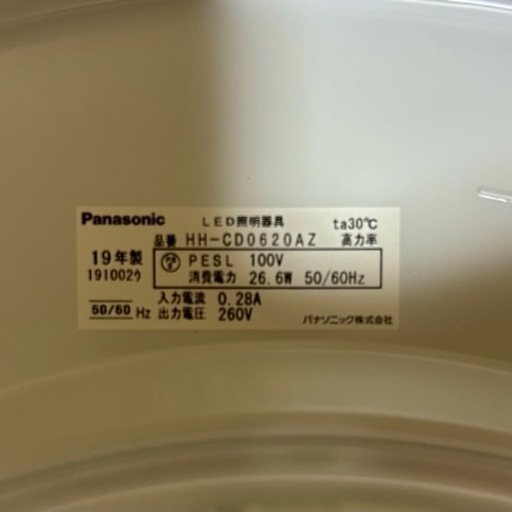 Panasonic LED照明器具 ta30℃
品番 HH-CD0620AZ 高力率
19年製 PESL 100V
191002ウ 消費電力 26.6W 50/60Hz
入力電流 0.28A
50/60 Hz 出力電圧 260V
パナソニック株式会社